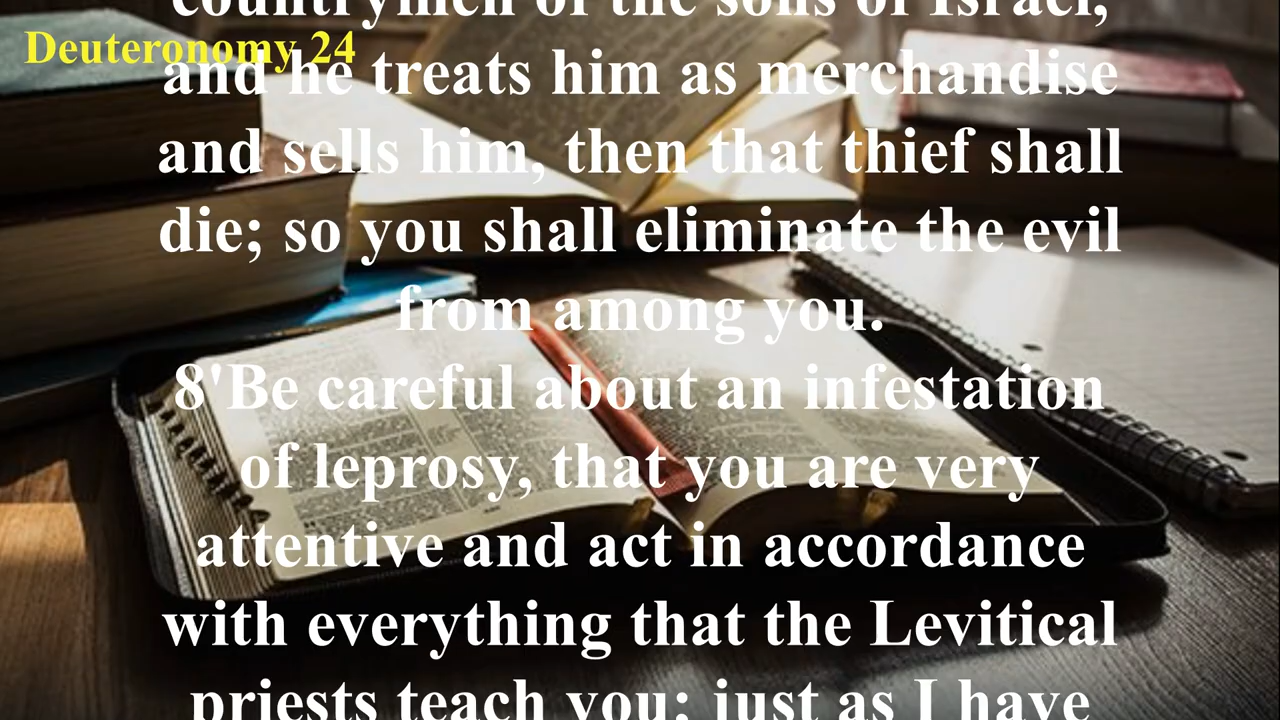 countrymen of the sons of Israel,
Deuteronomy 24
and he treats him as merchandise
and sells him, then that thief shall
die; so you shall eliminate the evil
from among you.
8'Be careful about an infestation
of leprosy, that you are very
attentive and act in accordance
with everything that the Levitical
priests teach you; just as I have